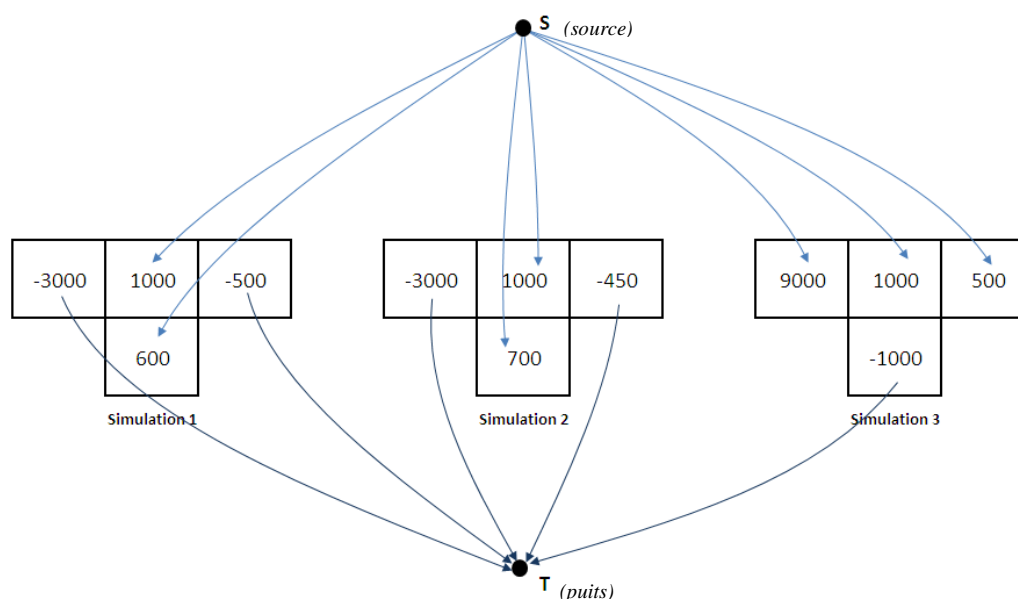 S (source)
-3000 1000 -500
600
Simulation 1
-3000 1000 -450
700
Simulation 2
9000 1000 500
-1000
Simulation 3
T (puits)